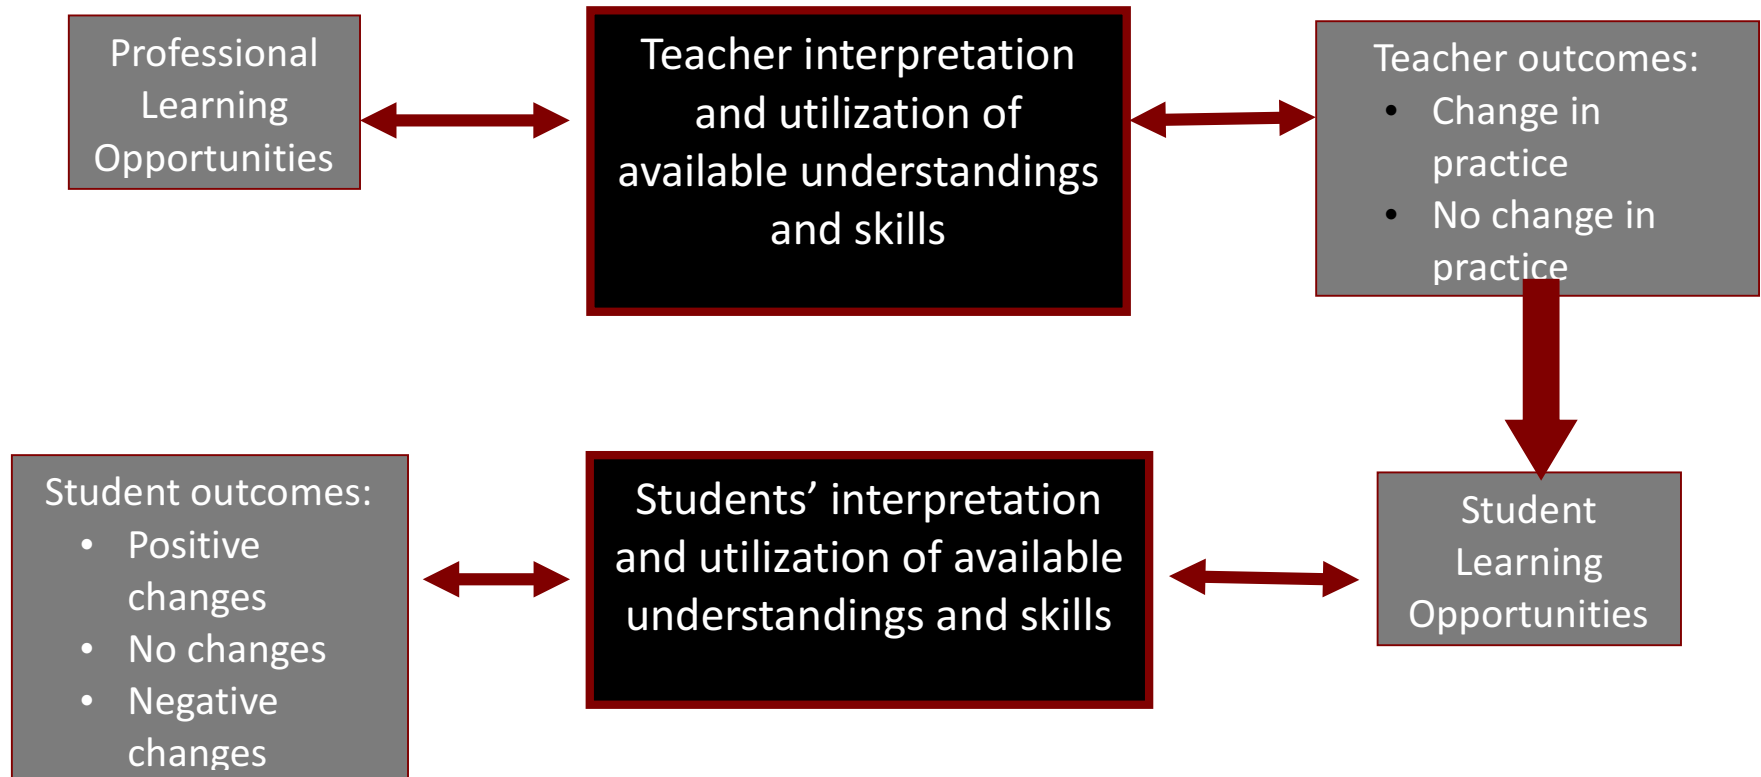 Professional
Learning
Opportunities
Teacher interpretation
and utilization of
available understandings
and skills
Teacher outcomes:
• Change in
practice
• No change in
practice
Student outcomes:
• Positive
changes
• No changes
• Negative
changes
Students’ interpretation
and utilization of available
understandings and skills
Student
Learning
Opportunities